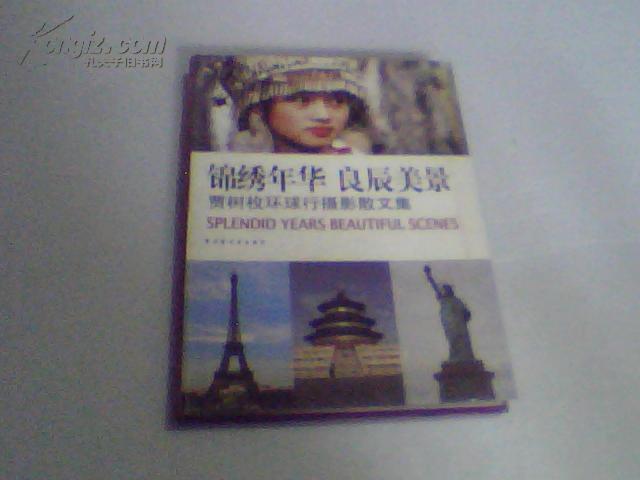 Kongfz.com
孔夫子旧书网
锦绣年华 良辰美景
贾树枚环球行摄影散文集
SPLENDID YEARS BEAUTIFUL SCENES